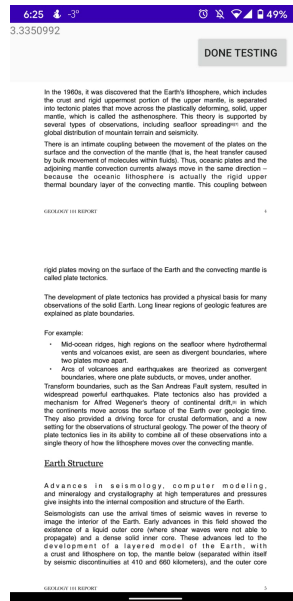 6:25 -3° 49%
3.3350992
DONE TESTING
In the 1960s, it was discovered that the Earth's lithosphere, which includes
the crust and rigid uppermost portion of the upper mantle, is separated
into tectonic plates that move across the plastically deforming, solid, upper
mantle, which is called the asthenosphere. This theory is supported by
several types of observations, including seafloor spreading and the
global distribution of mountain terrain and seismicity.
There is an intimate coupling between the movement of the plates on the
surface and the convection of the mantle (that is, the heat transfer caused
by bulk movement of molecules within fluids). Thus, oceanic plates and the
adjoining mantle convection currents always move in the same direction –
because the oceanic lithosphere is actually the rigid upper
thermal boundary layer of the convecting mantle. This coupling between
GEOLOGY 101 REPORT
rigid plates moving on the surface of the Earth and the convecting mantle is
called plate tectonics.
The development of plate tectonics has provided a physical basis for many
observations of the solid Earth. Long linear regions of geologic features are
explained as plate boundaries.
For example:
• Mid-ocean ridges, high regions on the seafloor where hydrothermal
vents and volcanoes exist, are seen as divergent boundaries, where
two plates move apart.
• Arcs of volcanoes and earthquakes are theorized as convergent
boundaries, where one plate subducts, or moves, under another.
Transform boundaries, such as the San Andreas Fault system, resulted in
widespread powerful earthquakes. Plate tectonics also has provided a
mechanism for Alfred Wegener's theory of continental drift, in which
the continents move across the surface of the Earth over geologic time.
They also provided a driving force for crustal deformation, and a new
setting for the observations of structural geology. The power of the theory of
plate tectonics lies in its ability to combine all of these observations into a
single theory of how the lithosphere moves over the convecting mantle.
Earth Structure
Advances in seismology, computer modeling,
and mineralogy and crystallography at high temperatures and pressures
give insights into the internal composition and structure of the Earth.
Seismologists can use the arrival times of seismic waves in reverse to
image the interior of the Earth. Early advances in this field showed the
existence of a liquid outer core (where shear waves were not able to
propagate) and a dense solid inner core. These advances led to the
development of a layered model of the Earth, with
a crust and lithosphere on top, the mantle below (separated within itself
by seismic discontinuities at 410 and 660 kilometers), and the outer core
GEOLOGY 101 REPORT 3